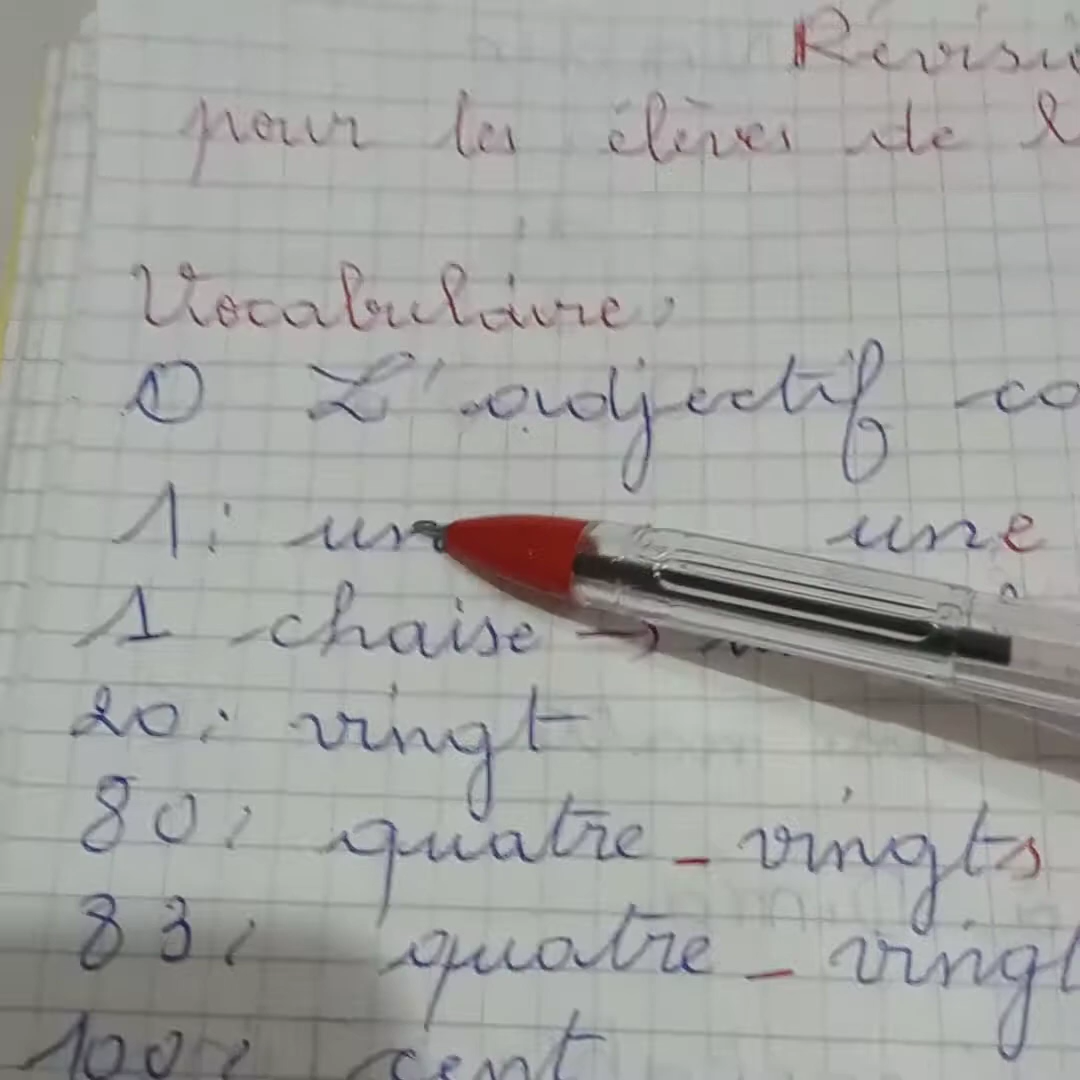 Révisio
pour les élèves de l
Vocabulaire:
① L'adjectif co
1: un une
1 chaise →
20: vingt
80: quatre-vingts
83: quatre-vingt
100: cent